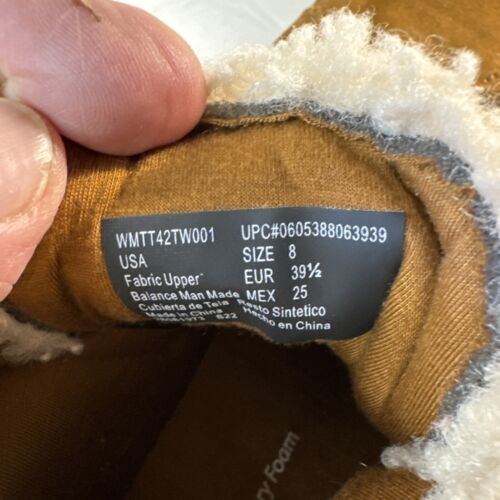 WMTT42TW001 UPC#0605388063939
USA SIZE 8
Fabric Upper EUR 39½
Balance Man Made MEX 25
Cubierta de Tela Resto Sintetico
Made in China Hecho en China
S22
Foam